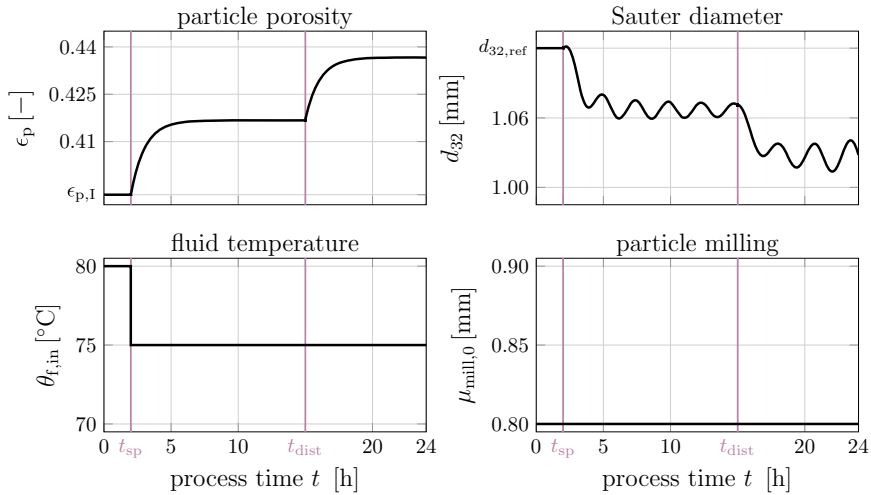 particle porosity
0.44
0.425
0.41
ϵp,I
ϵp [−]
Sauter diameter
d32,ref
1.06
1.00
d32 [mm]
fluid temperature
80
75
70
θf,in [°C]
0 tsp 5 10 tdist 20 24
process time t [h]
particle milling
0.90
0.85
0.80
μmill,0 [mm]
0 tsp 5 10 tdist 20 24
process time t [h]